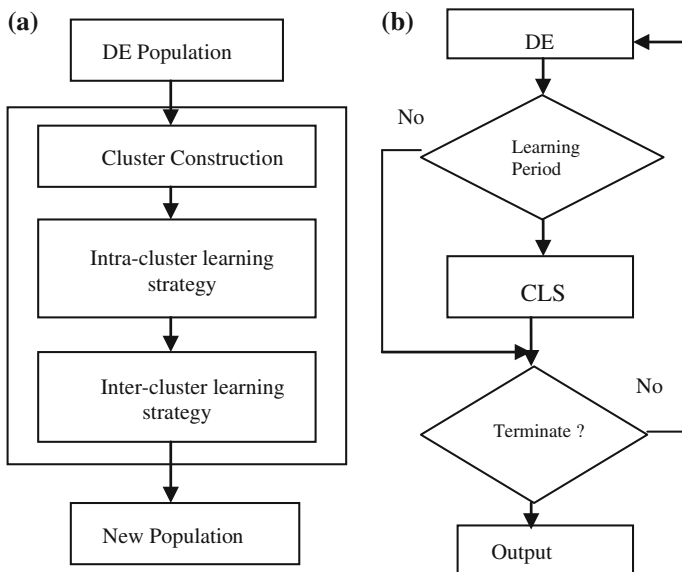 (a)
DE Population
Cluster Construction
Intra-cluster learning
strategy
Inter-cluster learning
strategy
New Population
(b)
DE
No
Learning
Period
CLS
No
Terminate ?
Output